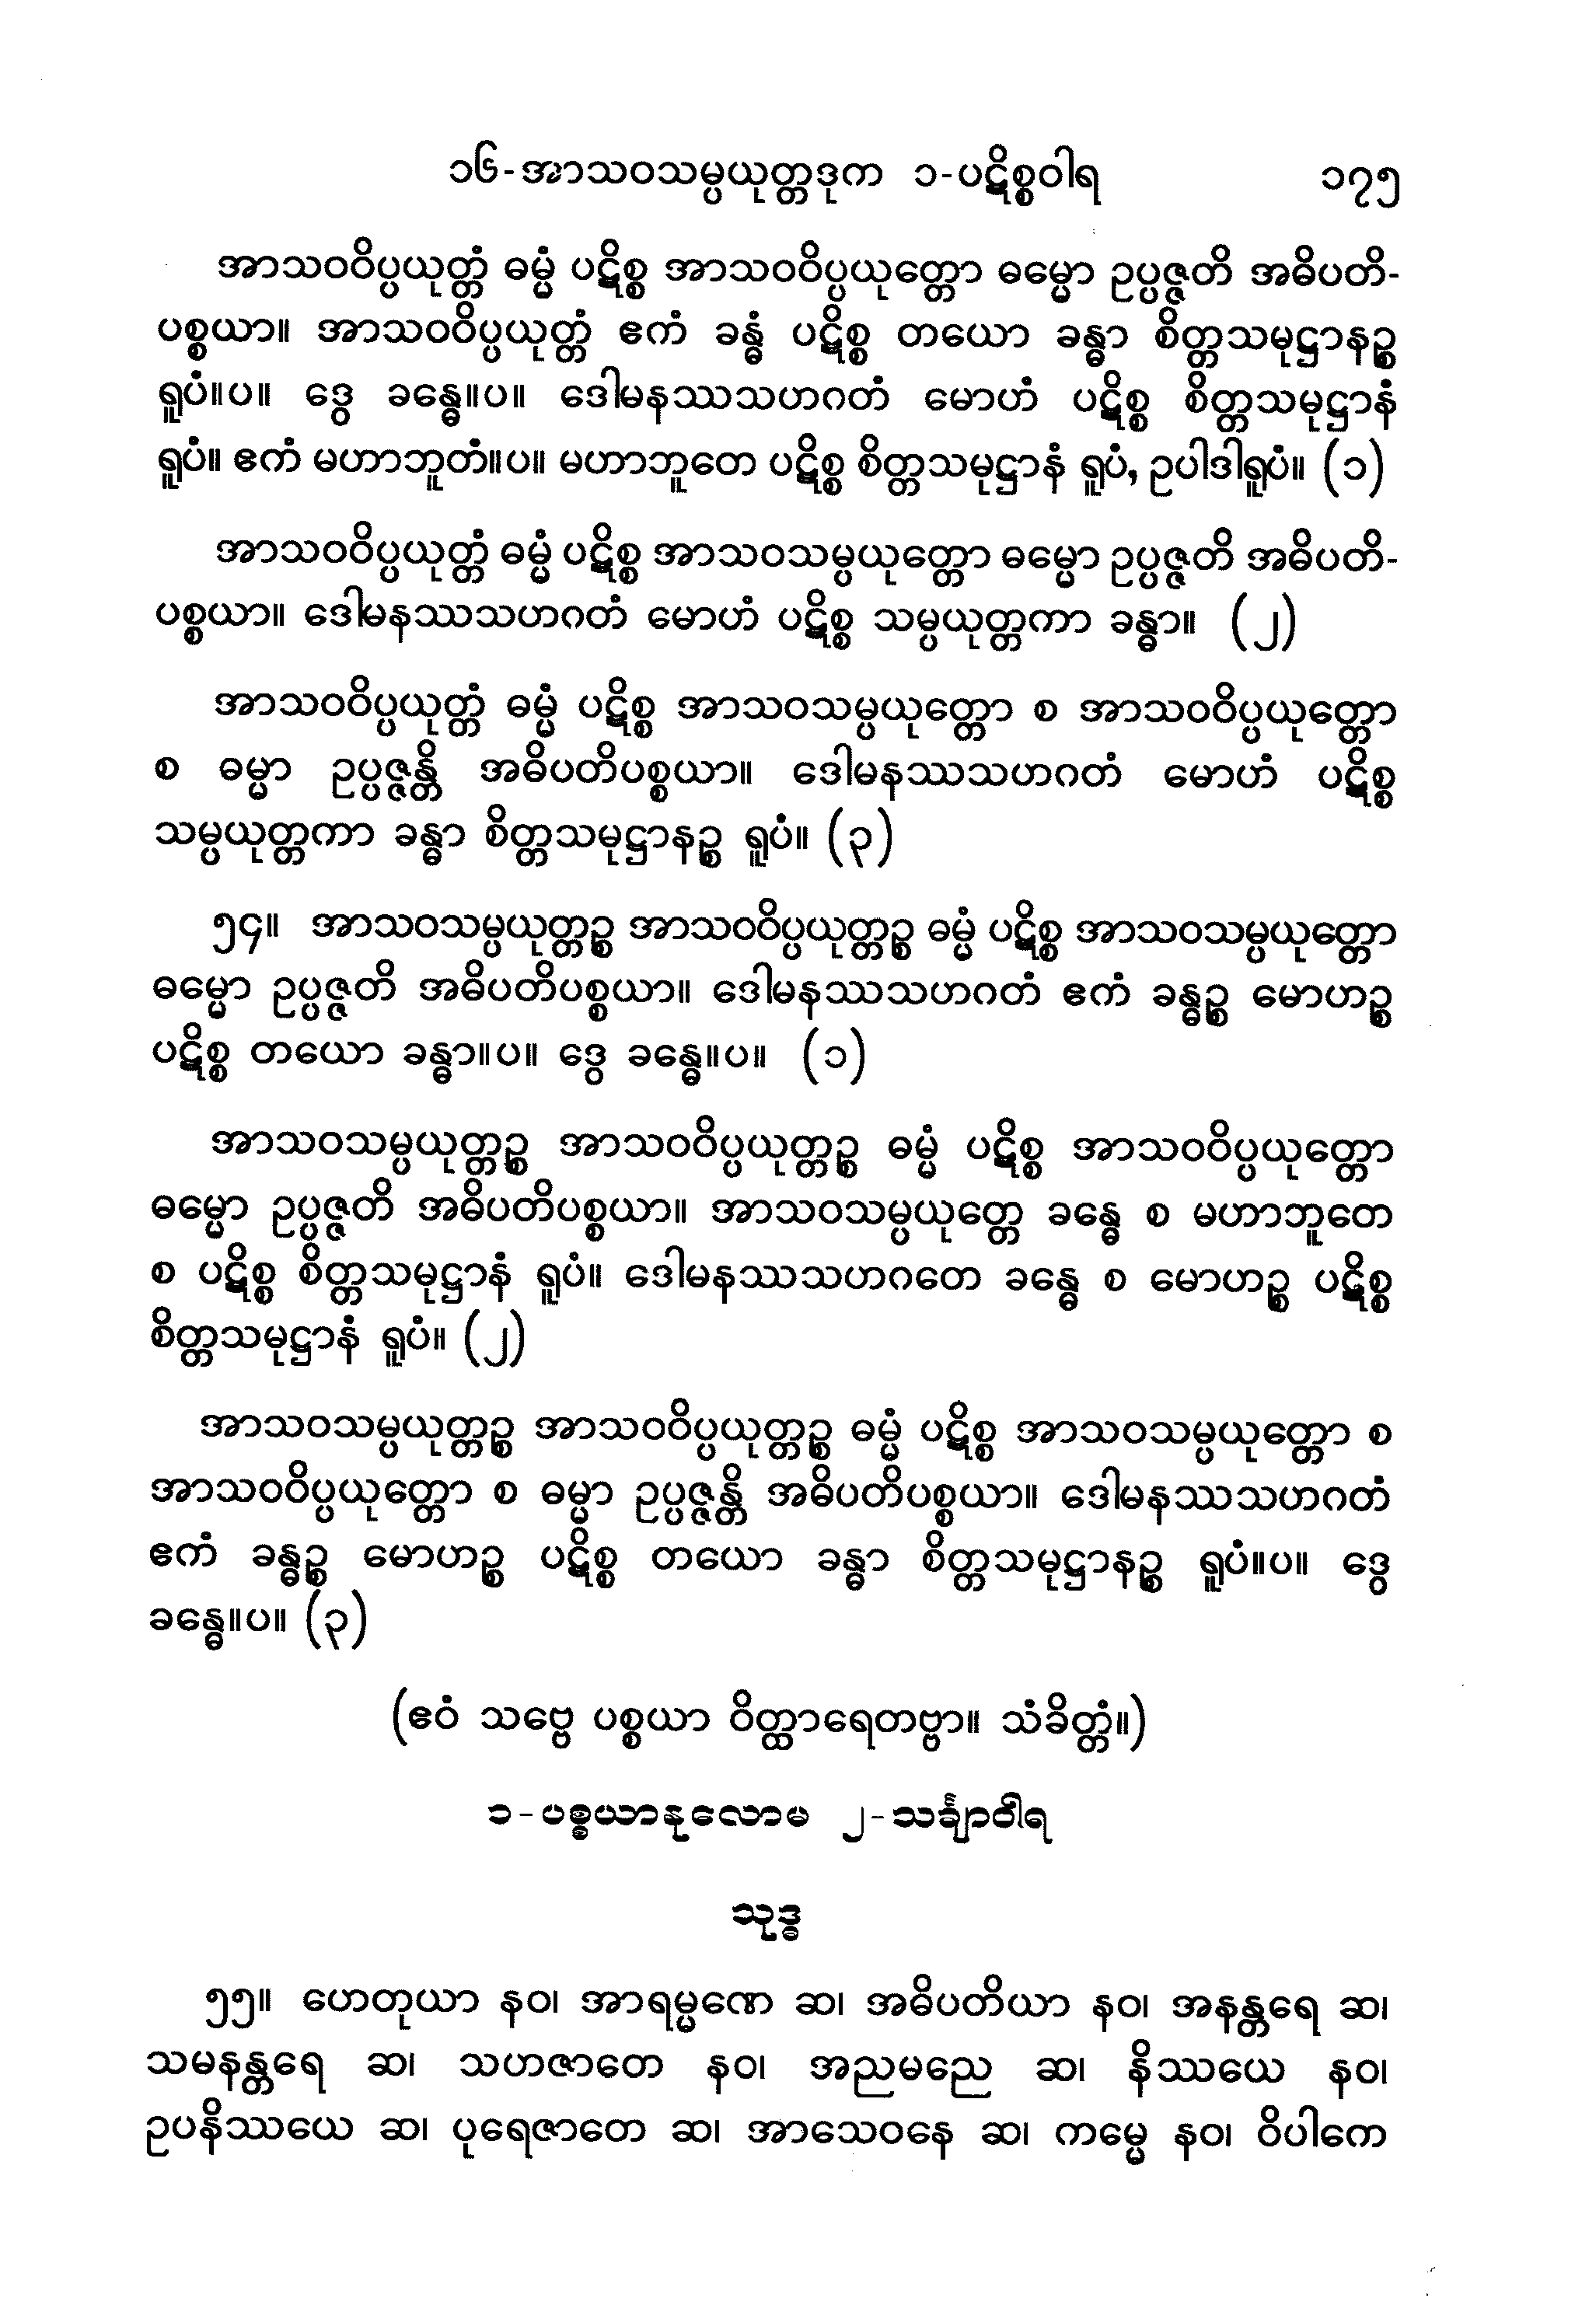 ၁၆-အာသဝသမ္ပယုတ္တဒုက ၁-ပဋိစ္စဝါရ ၁၇၅
အာသဝဝိပ္ပယုတ္တံ ဓမ္မံ ပဋိစ္စ အာသဝဝိပ္ပယုတ္တော ဓမ္မော ဥပ္ပဇ္ဇတိ အဓိပတိ-
ပစ္စယာ။ အာသဝဝိပ္ပယုတ္တံ ဧကံ ခန္ဓံ ပဋိစ္စ တယော ခန္ဓာ စိတ္တသမုဋ္ဌာနဉ္စ
ရူပံ။ပ။ ဒွေ ခန္ဓေ။ပ။ ဒေါမနဿသဟဂတံ မောဟံ ပဋိစ္စ စိတ္တသမုဋ္ဌာနံ
ရူပံ။ ဧကံ မဟာဘူတံ။ပ။ မဟာဘူတေ ပဋိစ္စ စိတ္တသမုဋ္ဌာနံ ရူပံ, ဥပါဒါရူပံ။ (၁)
အာသဝဝိပ္ပယုတ္တံ ဓမ္မံ ပဋိစ္စ အာသဝသမ္ပယုတ္တော ဓမ္မော ဥပ္ပဇ္ဇတိ အဓိပတိ-
ပစ္စယာ။ ဒေါမနဿသဟဂတံ မောဟံ ပဋိစ္စ သမ္ပယုတ္တကာ ခန္ဓာ။ (၂)
အာသဝဝိပ္ပယုတ္တံ ဓမ္မံ ပဋိစ္စ အာသဝသမ္ပယုတ္တော စ အာသဝဝိပ္ပယုတ္တော
စ ဓမ္မာ ဥပ္ပဇ္ဇန္တိ အဓိပတိပစ္စယာ။ ဒေါမနဿသဟဂတံ မောဟံ ပဋိစ္စ
သမ္ပယုတ္တကာ ခန္ဓာ စိတ္တသမုဋ္ဌာနဉ္စ ရူပံ။ (၃)
၅၄။ အာသဝသမ္ပယုတ္တဉ္စ အာသဝဝိပ္ပယုတ္တဉ္စ ဓမ္မံ ပဋိစ္စ အာသဝသမ္ပယုတ္တော
ဓမ္မော ဥပ္ပဇ္ဇတိ အဓိပတိပစ္စယာ။ ဒေါမနဿသဟဂတံ ဧကံ ခန္ဓဉ္စ မောဟဉ္စ
ပဋိစ္စ တယော ခန္ဓာ။ပ။ ဒွေ ခန္ဓေ။ပ။ (၁)
အာသဝသမ္ပယုတ္တဉ္စ အာသဝဝိပ္ပယုတ္တဉ္စ ဓမ္မံ ပဋိစ္စ အာသဝဝိပ္ပယုတ္တော
ဓမ္မော ဥပ္ပဇ္ဇတိ အဓိပတိပစ္စယာ။ အာသဝသမ္ပယုတ္တေ ခန္ဓေ စ မဟာဘူတေ
စ ပဋိစ္စ စိတ္တသမုဋ္ဌာနံ ရူပံ။ ဒေါမနဿသဟဂတေ ခန္ဓေ စ မောဟဉ္စ ပဋိစ္စ
စိတ္တသမုဋ္ဌာနံ ရူပံ။ (၂)
အာသဝသမ္ပယုတ္တဉ္စ အာသဝဝိပ္ပယုတ္တဉ္စ ဓမ္မံ ပဋိစ္စ အာသဝသမ္ပယုတ္တော စ
အာသဝဝိပ္ပယုတ္တော စ ဓမ္မာ ဥပ္ပဇ္ဇန္တိ အဓိပတိပစ္စယာ။ ဒေါမနဿသဟဂတံ
ဧကံ ခန္ဓဉ္စ မောဟဉ္စ ပဋိစ္စ တယော ခန္ဓာ စိတ္တသမုဋ္ဌာနဉ္စ ရူပံ။ပ။ ဒွေ
ခန္ဓေ။ပ။ (၃)
(ဧဝံ သဗ္ဗေ ပစ္စယာ ဝိတ္ထာရေတဗ္ဗာ။ သံခိတ္တံ။)
၁-ပစ္စယာနုလောမ ၂-သင်္ချာဝါရ
သုဒ္ဓ
၅၅။ ဟေတုယာ နဝ၊ အာရမ္မဏေ ဆ၊ အဓိပတိယာ နဝ၊ အနန္တရေ ဆ၊
သမနန္တရေ ဆ၊ သဟဇာတေ နဝ၊ အညမညေ ဆ၊ နိဿယေ နဝ၊
ဥပနိဿယေ ဆ၊ ပုရေဇာတေ ဆ၊ အာသေဝနေ ဆ၊ ကမ္မေ နဝ၊ ဝိပါကေ